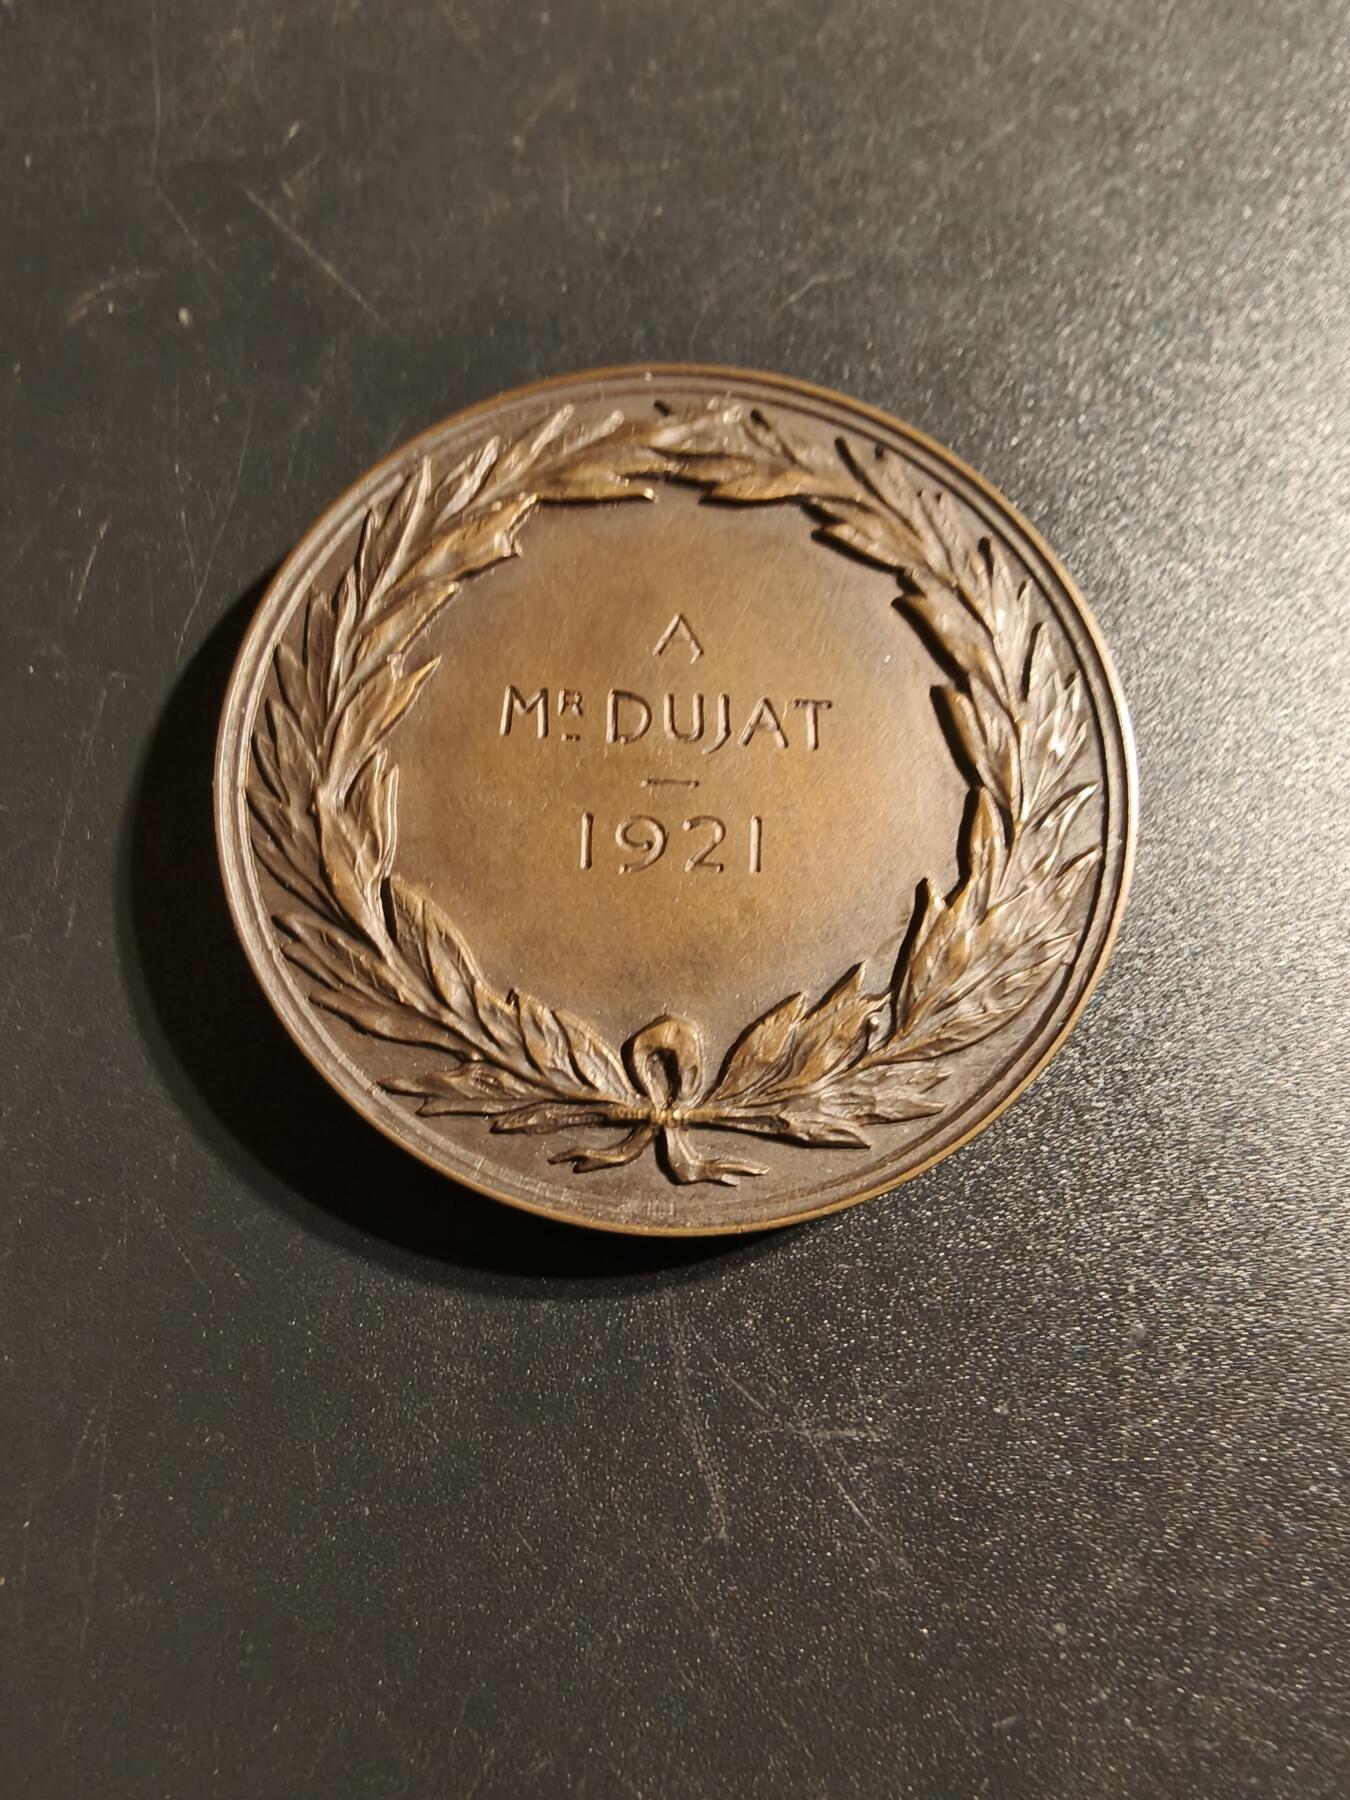 A
MR DUJAT
—
1921